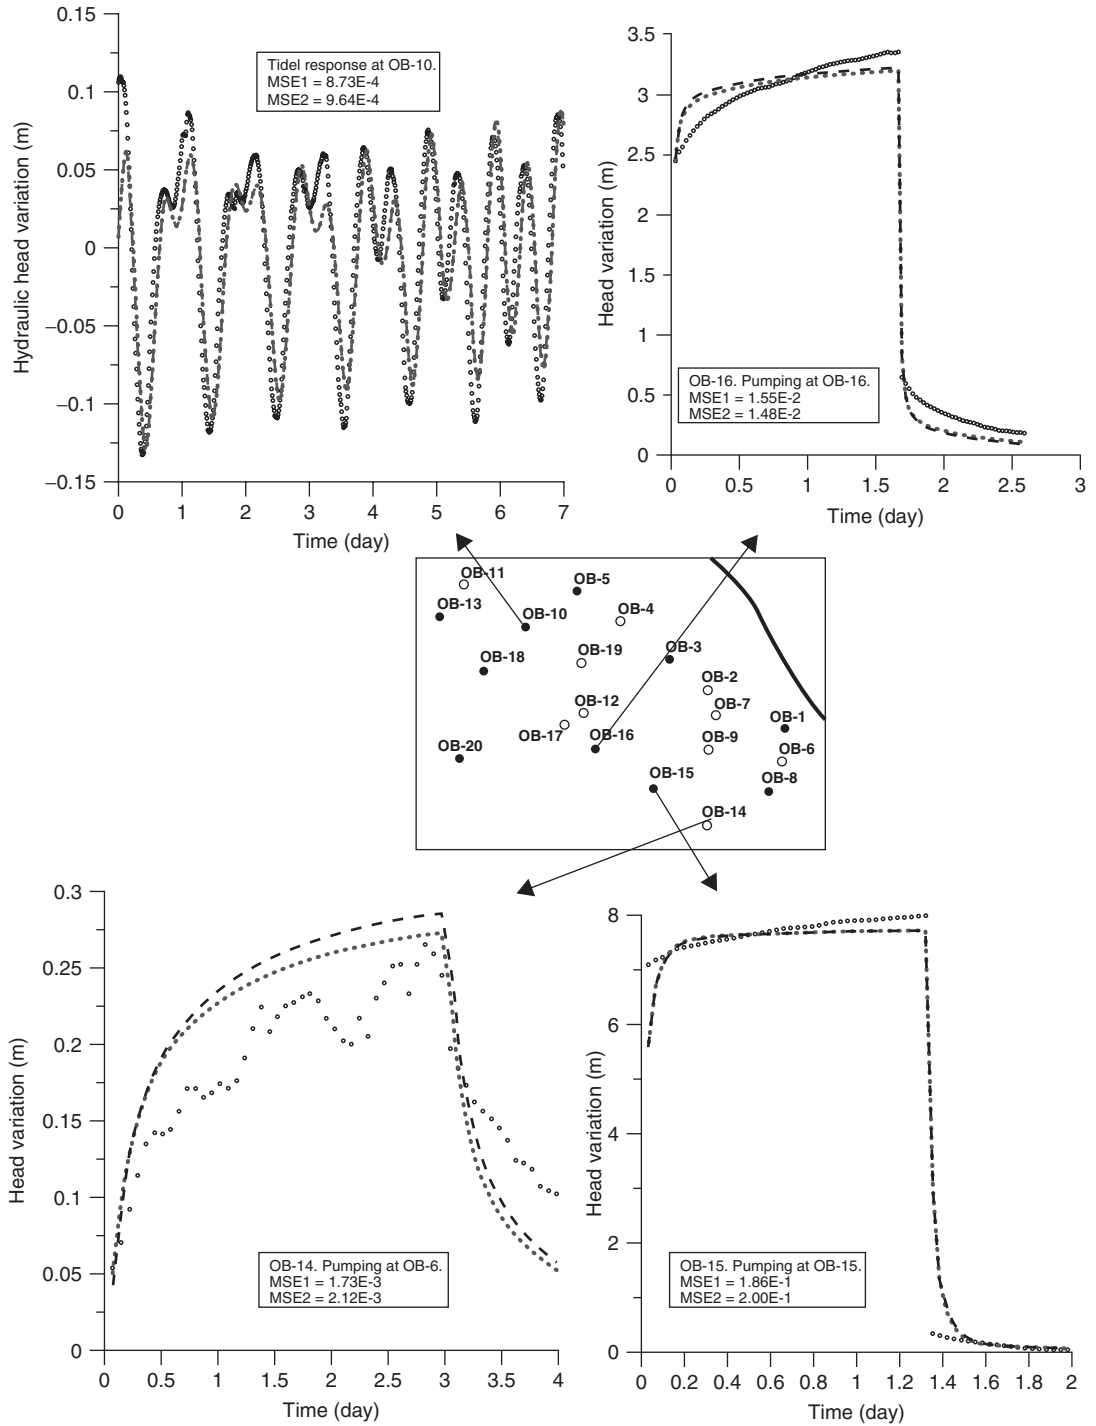 0.15
0.1
0.05
0
−0.05
−0.1
−0.15
Hydraulic head variation (m)
Tidel response at OB-10.
MSE1 = 8.73E-4
MSE2 = 9.64E-4
0 1 2 3 4 5 6 7
Time (day)
3.5
3
2.5
2
1.5
1
0.5
0
Head variation (m)
OB-16. Pumping at OB-16.
MSE1 = 1.55E-2
MSE2 = 1.48E-2
0 0.5 1 1.5 2 2.5 3
Time (day)
OB-11
OB-5
OB-13
OB-10
OB-4
OB-18
OB-19
OB-3
OB-2
OB-12
OB-7
OB-1
OB-17
OB-16
OB-20
OB-9
OB-6
OB-15
OB-8
OB-14
0.3
0.25
0.2
0.15
0.1
0.05
0
Head variation (m)
OB-14. Pumping at OB-6.
MSE1 = 1.73E-3
MSE2 = 2.12E-3
0 0.5 1 1.5 2 2.5 3 3.5 4
Time (day)
8
6
4
2
0
Head variation (m)
OB-15. Pumping at OB-15.
MSE1 = 1.86E-1
MSE2 = 2.00E-1
0 0.2 0.4 0.6 0.8 1 1.2 1.4 1.6 1.8 2
Time (day)